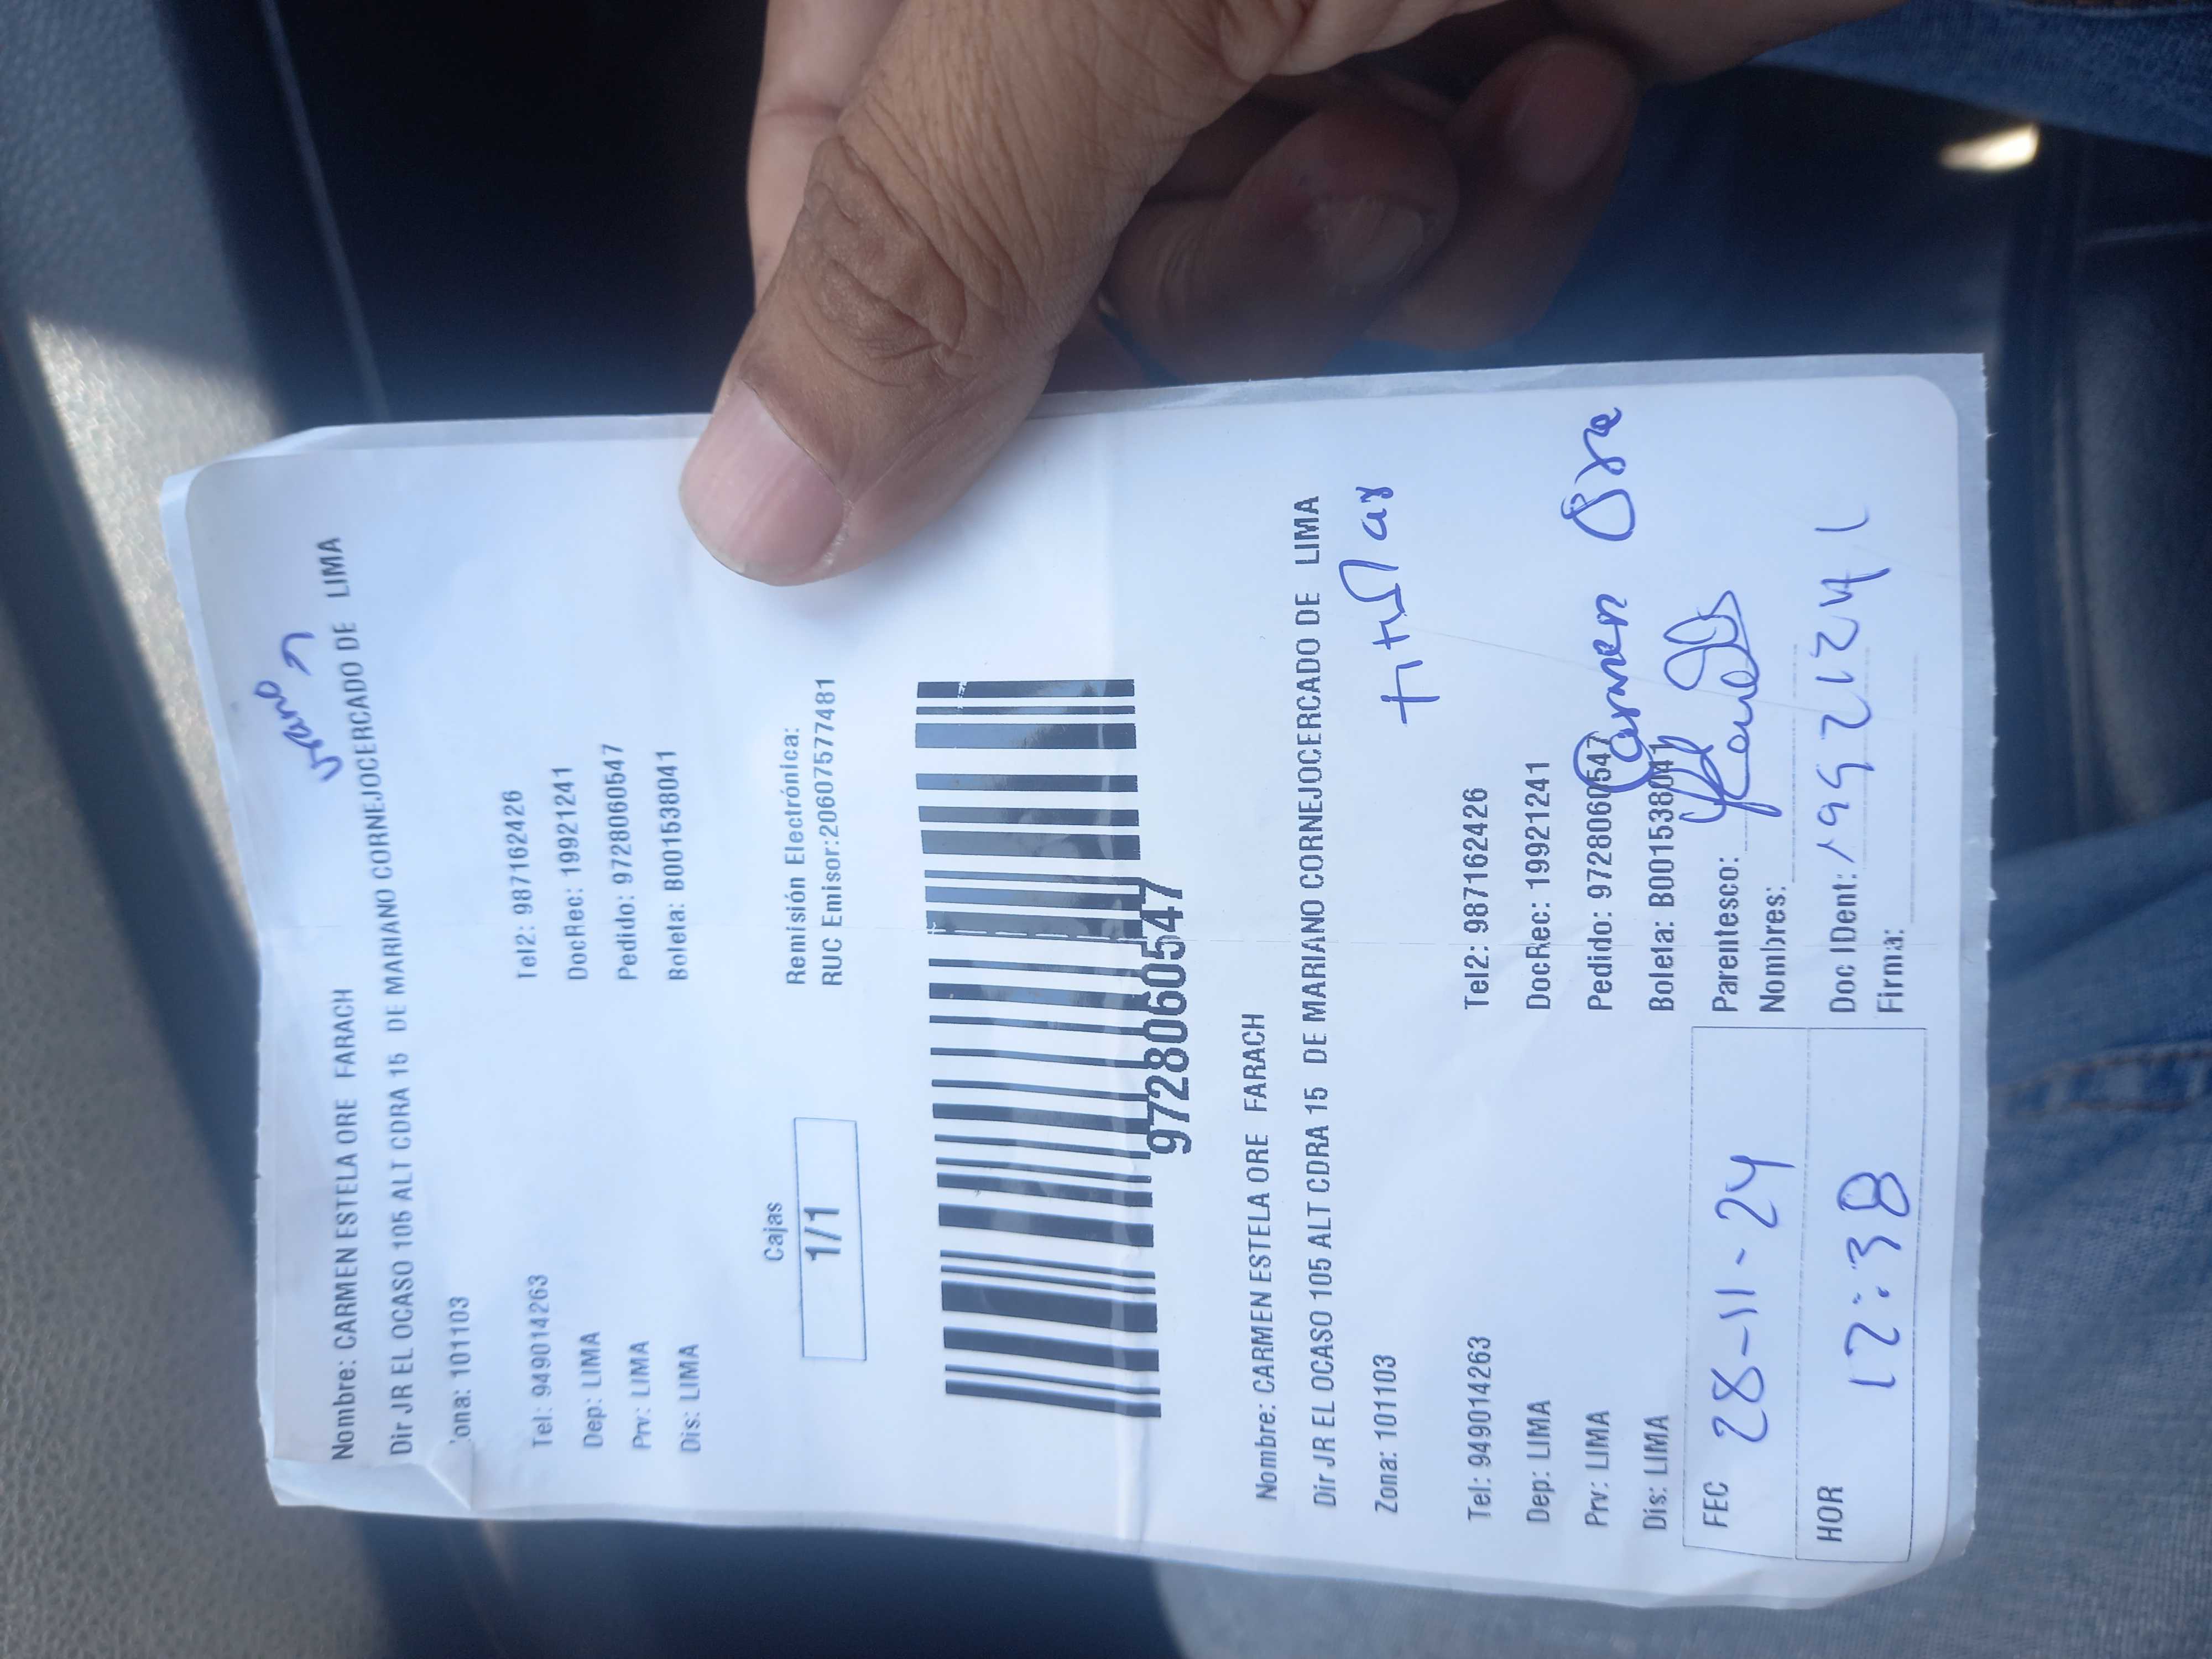 Nombre: CARMEN ESTELA ORE FARACH
Dir JR EL OCASO 105 ALT CDRA 15 DE MARIANO CORNEJOCERCADO DE LIMA
ona: 101103
Tel: 949014263 Tel2: 987162426
Dep: LIMA DocRec: 19921241
Prv: LIMA Pedido: 9728060547
Dis: LIMA Boleta: B001538041
Cajas Remisión Electrónica:
1/1 RUC Emisor:20607577481
9728060547
Nombre: CARMEN ESTELA ORE FARACH
Dir JR EL OCASO 105 ALT CDRA 15 DE MARIANO CORNEJOCERCADO DE LIMA
Zona: 101103 titular
Tel: 949014263 Tel2: 987162426
Dep: LIMA DocRec: 19921241
Prv: LIMA Pedido: 9728060547 Carmen Ore
Dis: LIMA Boleta: B001538041
FEC 28-11-24 Parentesco:
Nombres:
HOR 12:38 Doc IDent: 19921241
Firma: